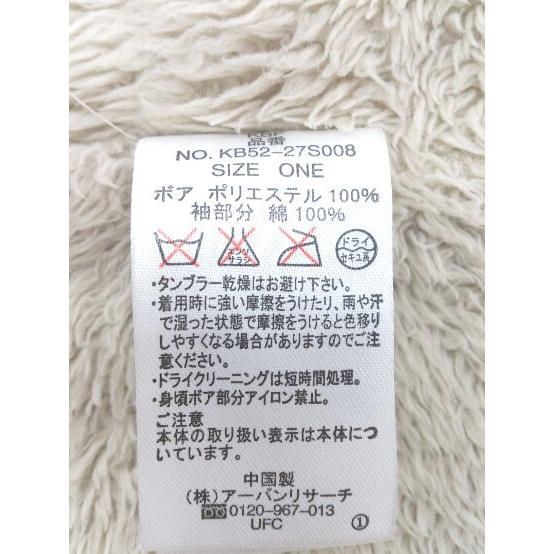 KBF
品番
NO. KB52-27S008
SIZE ONE
ボア ポリエステル 100%
袖部分 綿 100%
エンソ サラシ ドライ
セキユ系
・タンブラー乾燥はお避け下さい。
・着用時に強い摩擦をうけたり、雨や汗
で湿った状態で摩擦をうけると色移り
しやすくなる場合がありますのでご注
意ください。
・ドライクリーニングは短時間処理。
・身頃ボア部分アイロン禁止。
ご注意
本体の取り扱い表示は本体につ
いています。
中国製
(株)アーバンリサーチ
0120-967-013
UFC ①